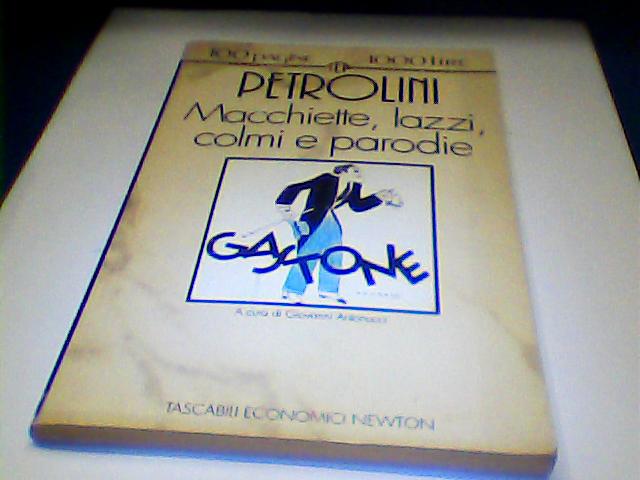 100 pagine 1000 lire
PETROLINI
Macchiette, lazzi,
colmi e parodie
GASTONE
A cura di Giovanni Antonucci
TASCABILI ECONOMICI NEWTON